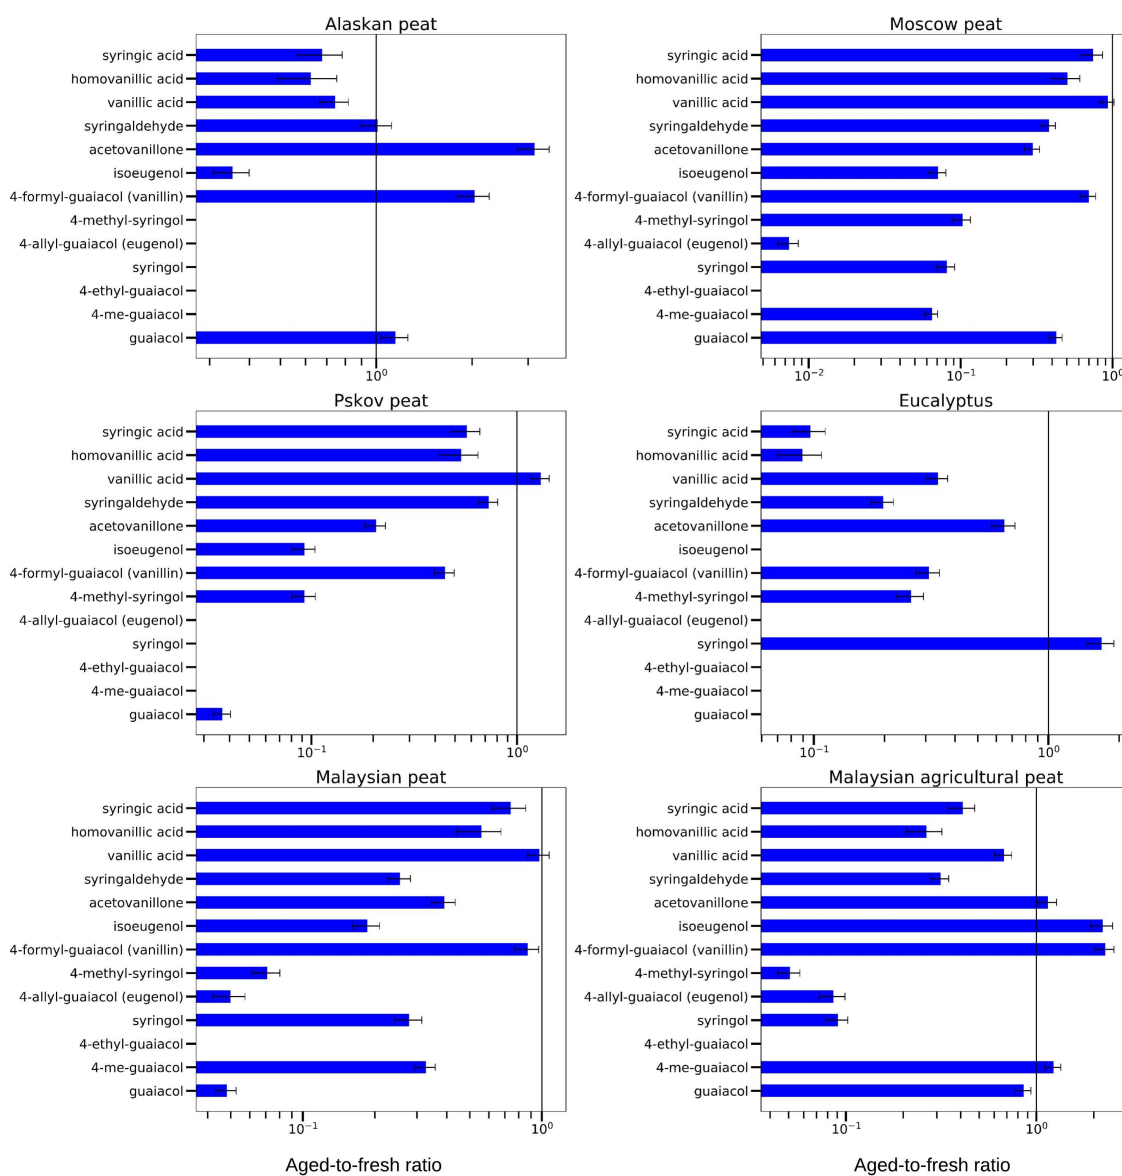 Alaskan peat
syringic acid
homovanillic acid
vanillic acid
syringaldehyde
acetovanillone
isoeugenol
4-formyl-guaiacol (vanillin)
4-methyl-syringol
4-allyl-guaiacol (eugenol)
syringol
4-ethyl-guaiacol
4-me-guaiacol
guaiacol
10⁰
Moscow peat
syringic acid
homovanillic acid
vanillic acid
syringaldehyde
acetovanillone
isoeugenol
4-formyl-guaiacol (vanillin)
4-methyl-syringol
4-allyl-guaiacol (eugenol)
syringol
4-ethyl-guaiacol
4-me-guaiacol
guaiacol
10⁻² 10⁻¹ 10⁰
Pskov peat
syringic acid
homovanillic acid
vanillic acid
syringaldehyde
acetovanillone
isoeugenol
4-formyl-guaiacol (vanillin)
4-methyl-syringol
4-allyl-guaiacol (eugenol)
syringol
4-ethyl-guaiacol
4-me-guaiacol
guaiacol
10⁻¹ 10⁰
Eucalyptus
syringic acid
homovanillic acid
vanillic acid
syringaldehyde
acetovanillone
isoeugenol
4-formyl-guaiacol (vanillin)
4-methyl-syringol
4-allyl-guaiacol (eugenol)
syringol
4-ethyl-guaiacol
4-me-guaiacol
guaiacol
10⁻¹ 10⁰
Malaysian peat
syringic acid
homovanillic acid
vanillic acid
syringaldehyde
acetovanillone
isoeugenol
4-formyl-guaiacol (vanillin)
4-methyl-syringol
4-allyl-guaiacol (eugenol)
syringol
4-ethyl-guaiacol
4-me-guaiacol
guaiacol
10⁻¹ 10⁰
Aged-to-fresh ratio
Malaysian agricultural peat
syringic acid
homovanillic acid
vanillic acid
syringaldehyde
acetovanillone
isoeugenol
4-formyl-guaiacol (vanillin)
4-methyl-syringol
4-allyl-guaiacol (eugenol)
syringol
4-ethyl-guaiacol
4-me-guaiacol
guaiacol
10⁻¹ 10⁰
Aged-to-fresh ratio